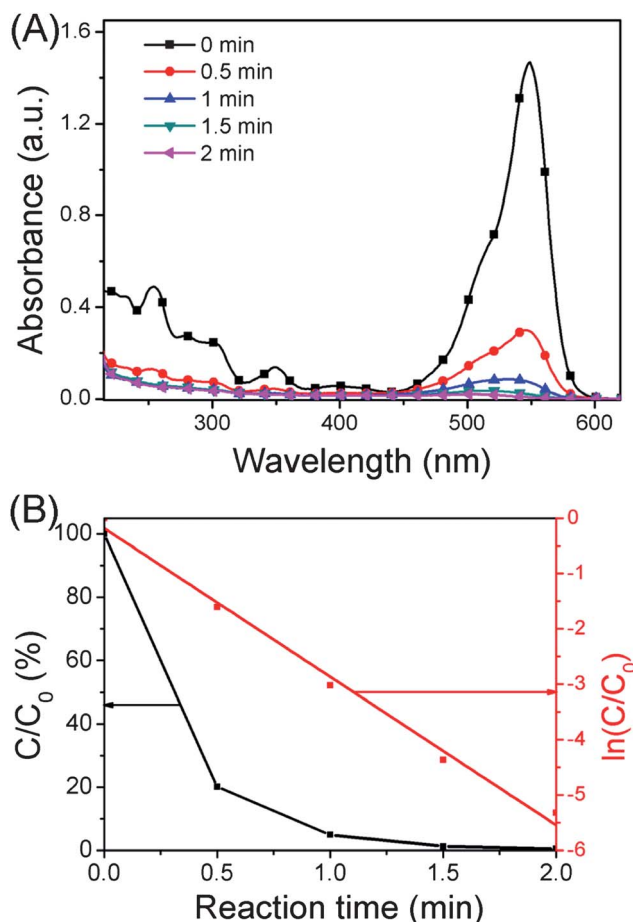 (A)
1.6
1.2
0.8
0.4
0.0
Absorbance (a.u.)
0 min
0.5 min
1 min
1.5 min
2 min
300 400 500 600
Wavelength (nm)
(B)
100
80
60
40
20
0
C/C0 (%)
0
-1
-2
-3
-4
-5
-6
ln(C/C0)
0.0 0.5 1.0 1.5 2.0
Reaction time (min)